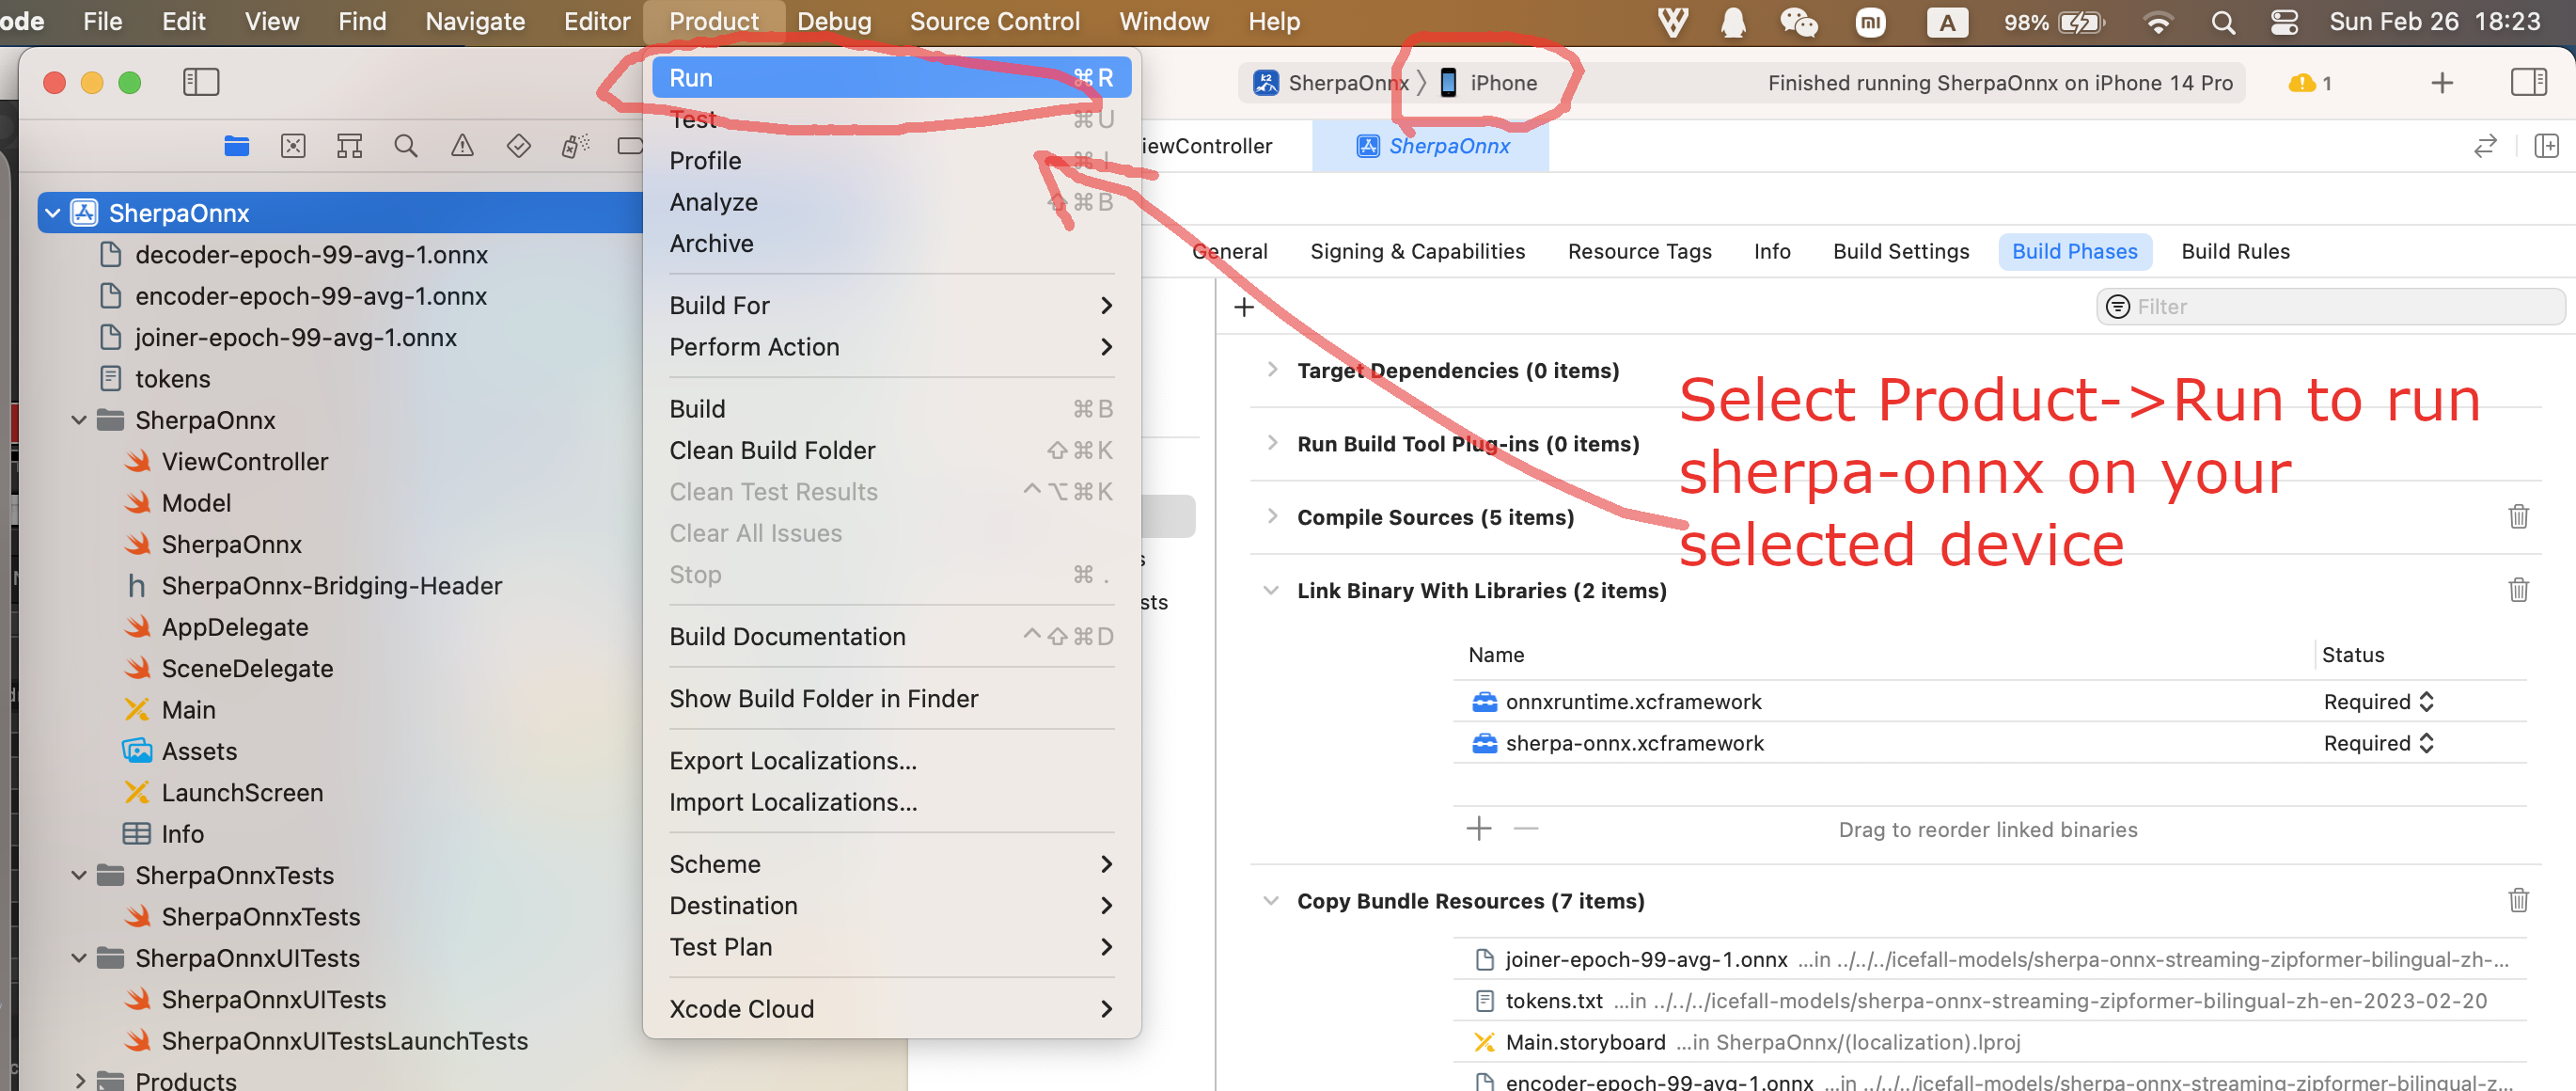 ode File Edit View Find Navigate Editor Product Debug Source Control Window Help A 98% Sun Feb 26 18:23
SherpaOnnx iPhone Finished running SherpaOnnx on iPhone 14 Pro 1
iewController SherpaOnnx
General Signing & Capabilities Resource Tags Info Build Settings Build Phases Build Rules
Filter
SherpaOnnx
decoder-epoch-99-avg-1.onnx
encoder-epoch-99-avg-1.onnx
joiner-epoch-99-avg-1.onnx
tokens
SherpaOnnx
ViewController
Model
SherpaOnnx
h SherpaOnnx-Bridging-Header
AppDelegate
SceneDelegate
Main
Assets
LaunchScreen
Info
SherpaOnnxTests
SherpaOnnxTests
SherpaOnnxUITests
SherpaOnnxUITests
SherpaOnnxUITestsLaunchTests
Products
Run ⌘R
Test ⌘U
Profile ⌘I
Analyze ⇧⌘B
Archive
Build For
Perform Action
Build ⌘B
Clean Build Folder ⇧⌘K
Clean Test Results ^⌥⌘K
Clear All Issues
Stop ⌘.
Build Documentation ^⇧⌘D
Show Build Folder in Finder
Export Localizations...
Import Localizations...
Scheme
Destination
Test Plan
Xcode Cloud
sts
Target Dependencies (0 items)
Run Build Tool Plug-ins (0 items)
Compile Sources (5 items)
Link Binary With Libraries (2 items)
Name Status
onnxruntime.xcframework Required
sherpa-onnx.xcframework Required
Drag to reorder linked binaries
Copy Bundle Resources (7 items)
joiner-epoch-99-avg-1.onnx ...in ../../../icefall-models/sherpa-onnx-streaming-zipformer-bilingual-zh-...
tokens.txt ...in ../../../icefall-models/sherpa-onnx-streaming-zipformer-bilingual-zh-en-2023-02-20
Main.storyboard ...in SherpaOnnx/(localization).lproj
encoder-epoch-99-avg-1.onnx ...in ../../../icefall-models/sherpa-onnx-streaming-zipformer-bilingual-z...
Select Product->Run to run
sherpa-onnx on your
selected device